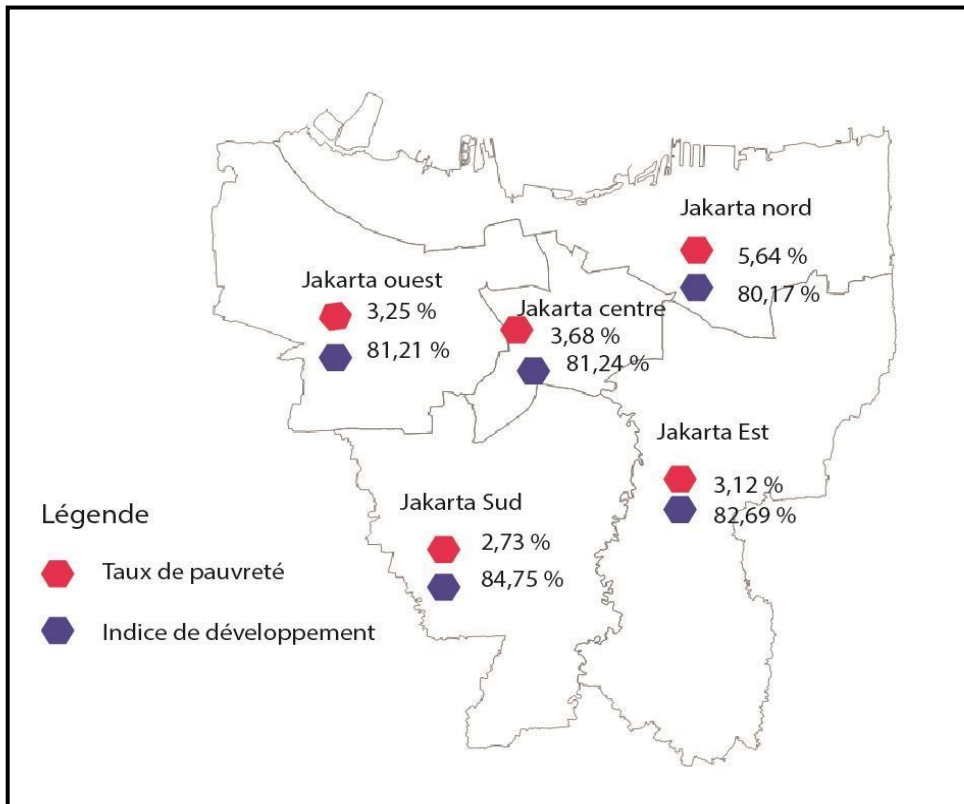 Jakarta nord
5,64 %
80,17 %
Jakarta ouest
3,25 %
81,21 %
Jakarta centre
3,68 %
81,24 %
Jakarta Est
3,12 %
82,69 %
Jakarta Sud
2,73 %
84,75 %
Légende
Taux de pauvreté
Indice de développement